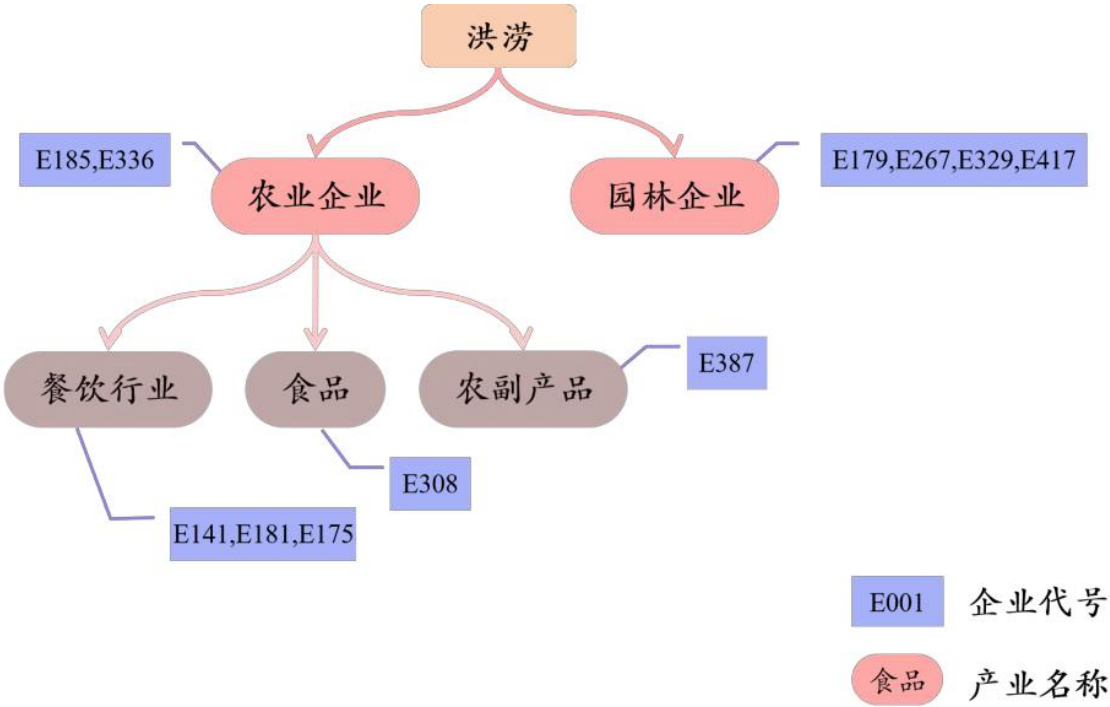 洪涝
E185,E336
农业企业
园林企业
E179,E267,E329,E417
餐饮行业
食品
农副产品
E387
E308
E141,E181,E175
E001
企业代号
食品
产业名称